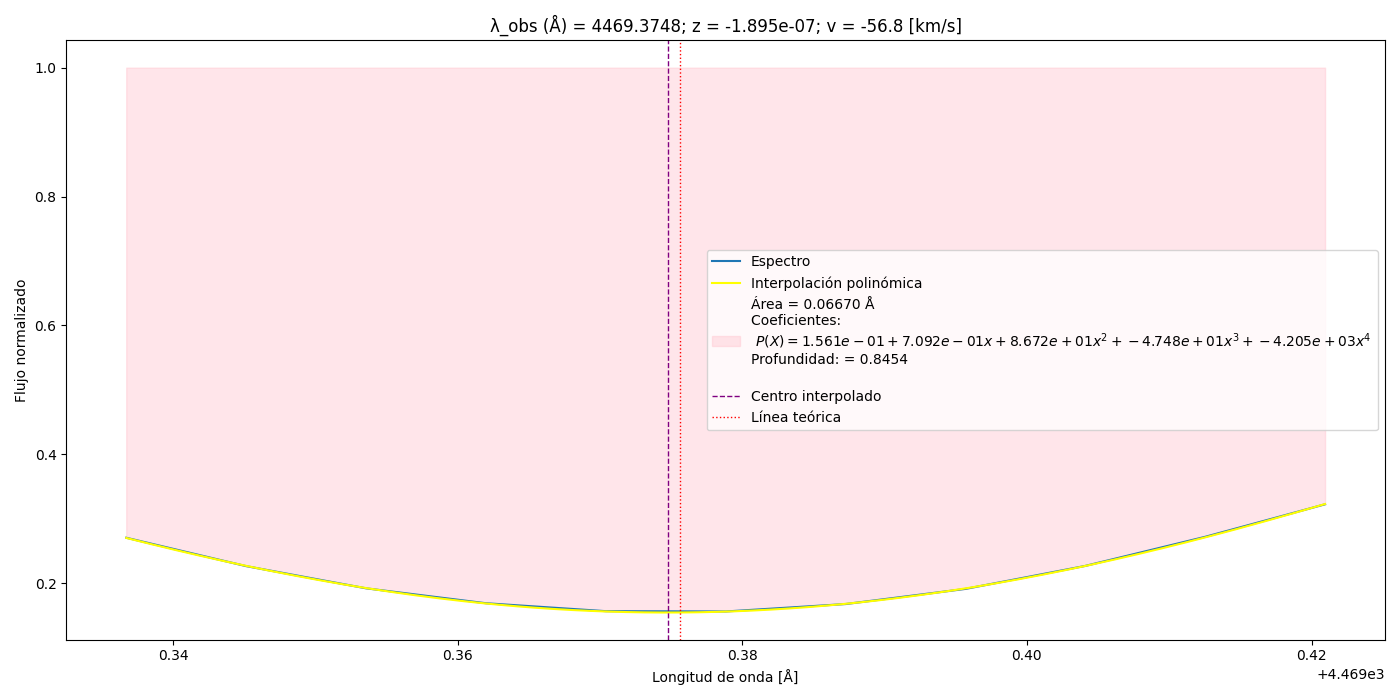 λ_obs (Å) = 4469.3748; z = -1.895e-07; v = -56.8 [km/s]
Flujo normalizado
1.0
0.8
0.6
0.4
0.2
Espectro
Interpolación polinómica
Área = 0.06670 Å
Coeficientes:
P(X) = 1.561e − 01 + 7.092e − 01x + 8.672e + 01x² + −4.748e + 01x³ + −4.205e + 03x⁴
Profundidad: = 0.8454
Centro interpolado
Línea teórica
0.34
0.36
0.38
0.40
0.42
+4.469e3
Longitud de onda [Å]